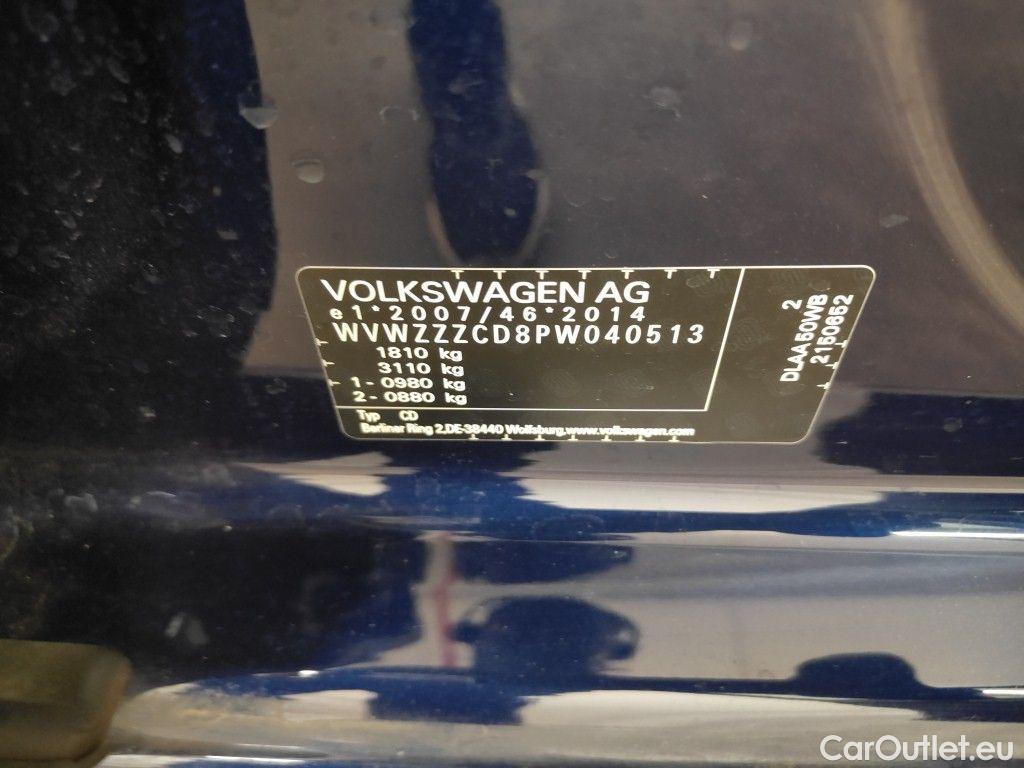 VOLKSWAGEN AG
e1*2007/46*2014
WVWZZZCD8PW040513
1810 kg
3110 kg
1- 0980 kg
2- 0880 kg
Typ CD
Berliner Ring 2,DE-38440 Wolfsburg,www.volkswagen.com
2
DLAA50WB
2150652
CarOutlet.eu